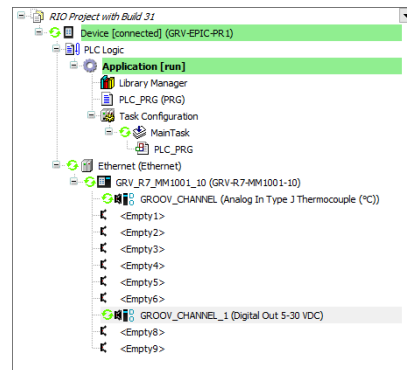 RIO Project with Build 31
Device [connected] (GRV-EPIC-PR1)
PLC Logic
Application [run]
Library Manager
PLC_PRG (PRG)
Task Configuration
MainTask
PLC_PRG
Ethernet (Ethernet)
GRV_R7_MM1001_10 (GRV-R7-MM1001-10)
GROOV_CHANNEL (Analog In Type J Thermocouple (°C))
<Empty1>
<Empty2>
<Empty3>
<Empty4>
<Empty5>
<Empty6>
GROOV_CHANNEL_1 (Digital Out 5-30 VDC)
<Empty8>
<Empty9>